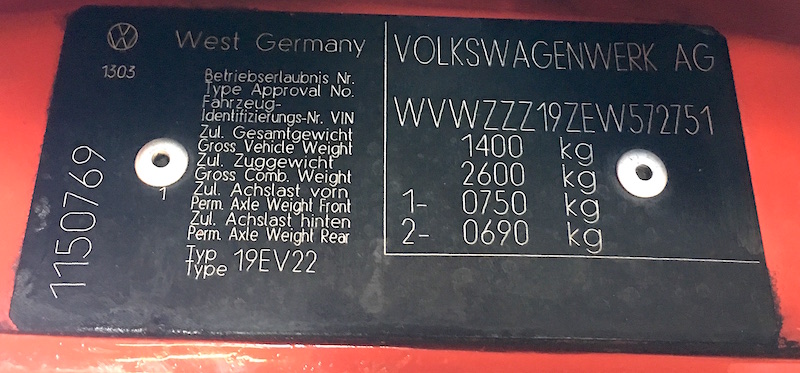 West Germany
1303
Betriebserlaubnis Nr.
Type Approval No.
Fahrzeug-
Identifizierungs-Nr. VIN
Zul. Gesamtgewicht
Gross Vehicle Weight
Zul. Zuggewicht
Gross Comb. Weight
1 Zul. Achslast vorn
Perm. Axle Weight Front
Zul. Achslast hinten
Perm. Axle Weight Rear
Typ
Type 19EV22
1150769
VOLKSWAGENWERK AG
WVWZZZ19ZEW572751
1400 kg
2600 kg
1- 0750 kg
2- 0690 kg